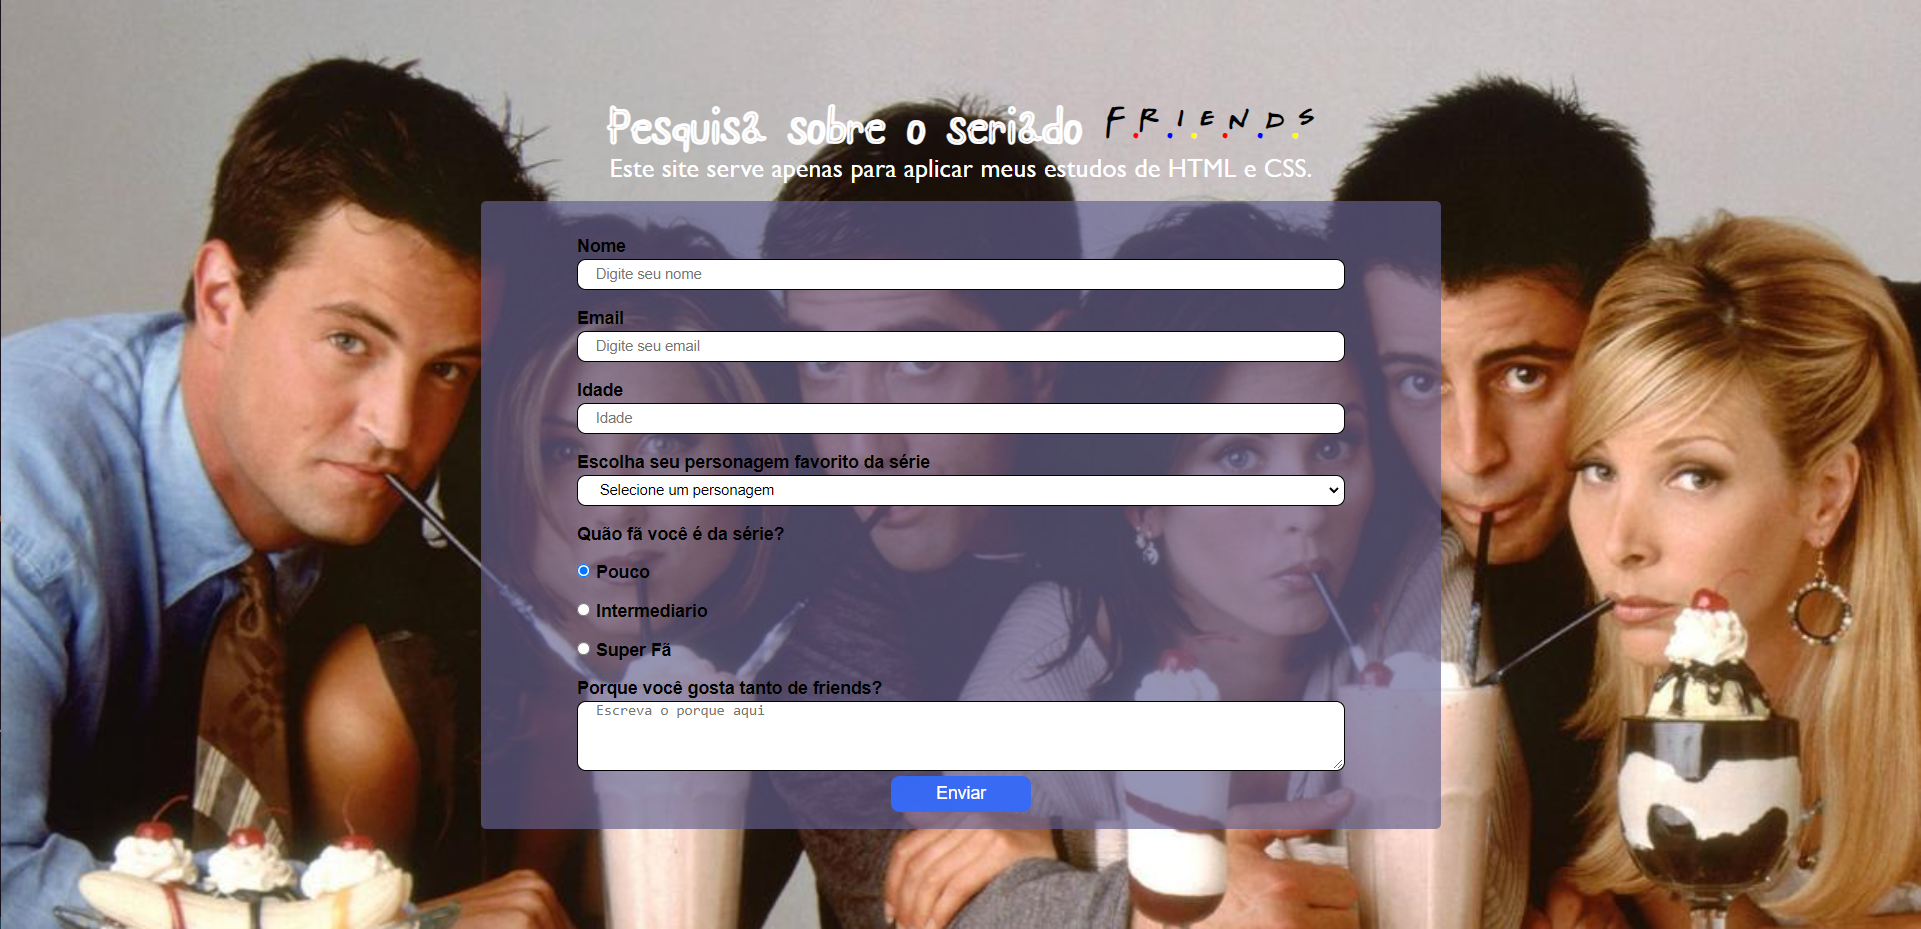 Pesquisa sobre o seriado F.R.I.E.N.D.S
Este site serve apenas para aplicar meus estudos de HTML e CSS.
Nome
Digite seu nome
Email
Digite seu email
Idade
Idade
Escolha seu personagem favorito da série
Selecione um personagem
Quão fã você é da série?
Pouco
Intermediario
Super Fã
Porque você gosta tanto de friends?
Escreva o porque aqui
Enviar